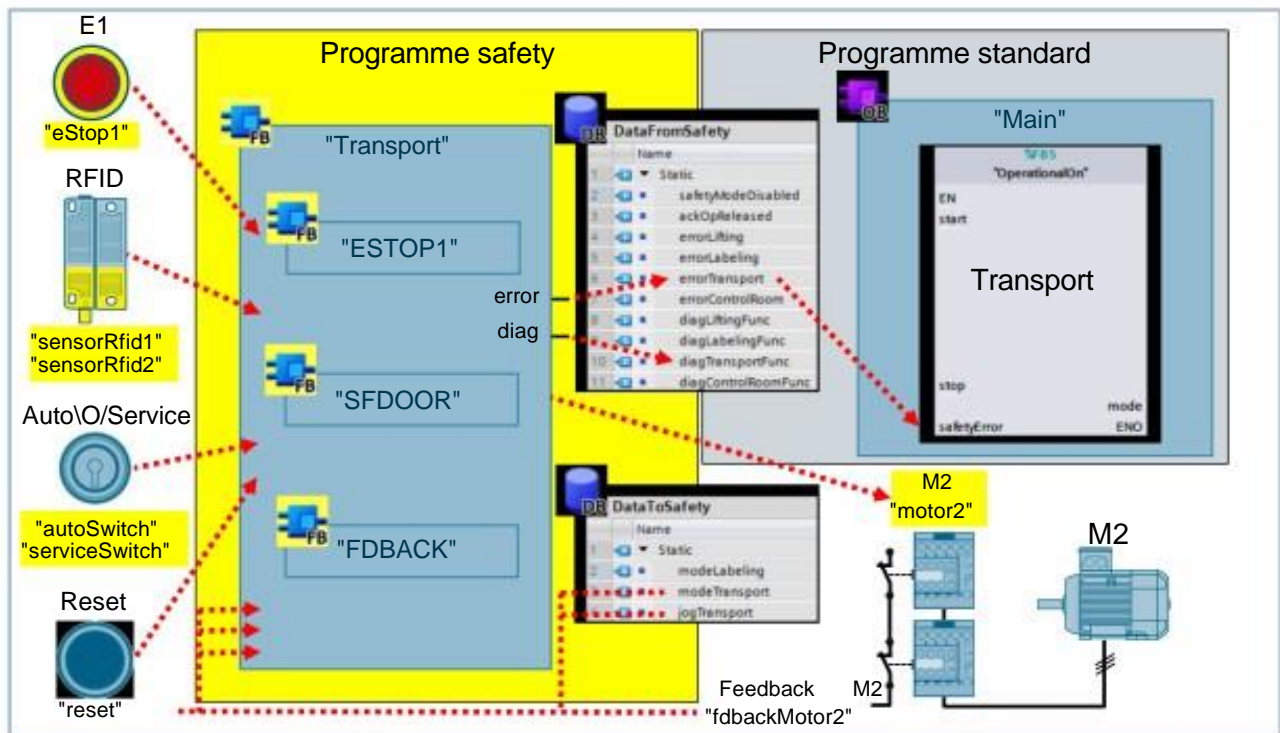 E1
"eStop1"
RFID
"sensorRfid1"
"sensorRfid2"
Auto\O/Service
"autoSwitch"
"serviceSwitch"
Reset
"reset"
Programme safety
FB
"Transport"
FB
"ESTOP1"
FB
"SFDOOR"
FB
"FDBACK"
error
diag
DB
DataFromSafety
Name
1 Static
2 safetyModeDisabled
3 ackOpReleased
4 errorLifting
5 errorLabeling
6 errorTransport
7 errorControlRoom
8 diagLiftingFunc
9 diagLabelingFunc
10 diagTransportFunc
11 diagControlRoomFunc
DB
DataToSafety
Name
1 Static
2 modeLabeling
modeTransport
jogTransport
Programme standard
OB
"Main"
"OperationalOn"
EN
start
Transport
stop
mode
safetyError
ENO
M2
"motor2"
M2
Feedback
"fdbackMotor2"
M2